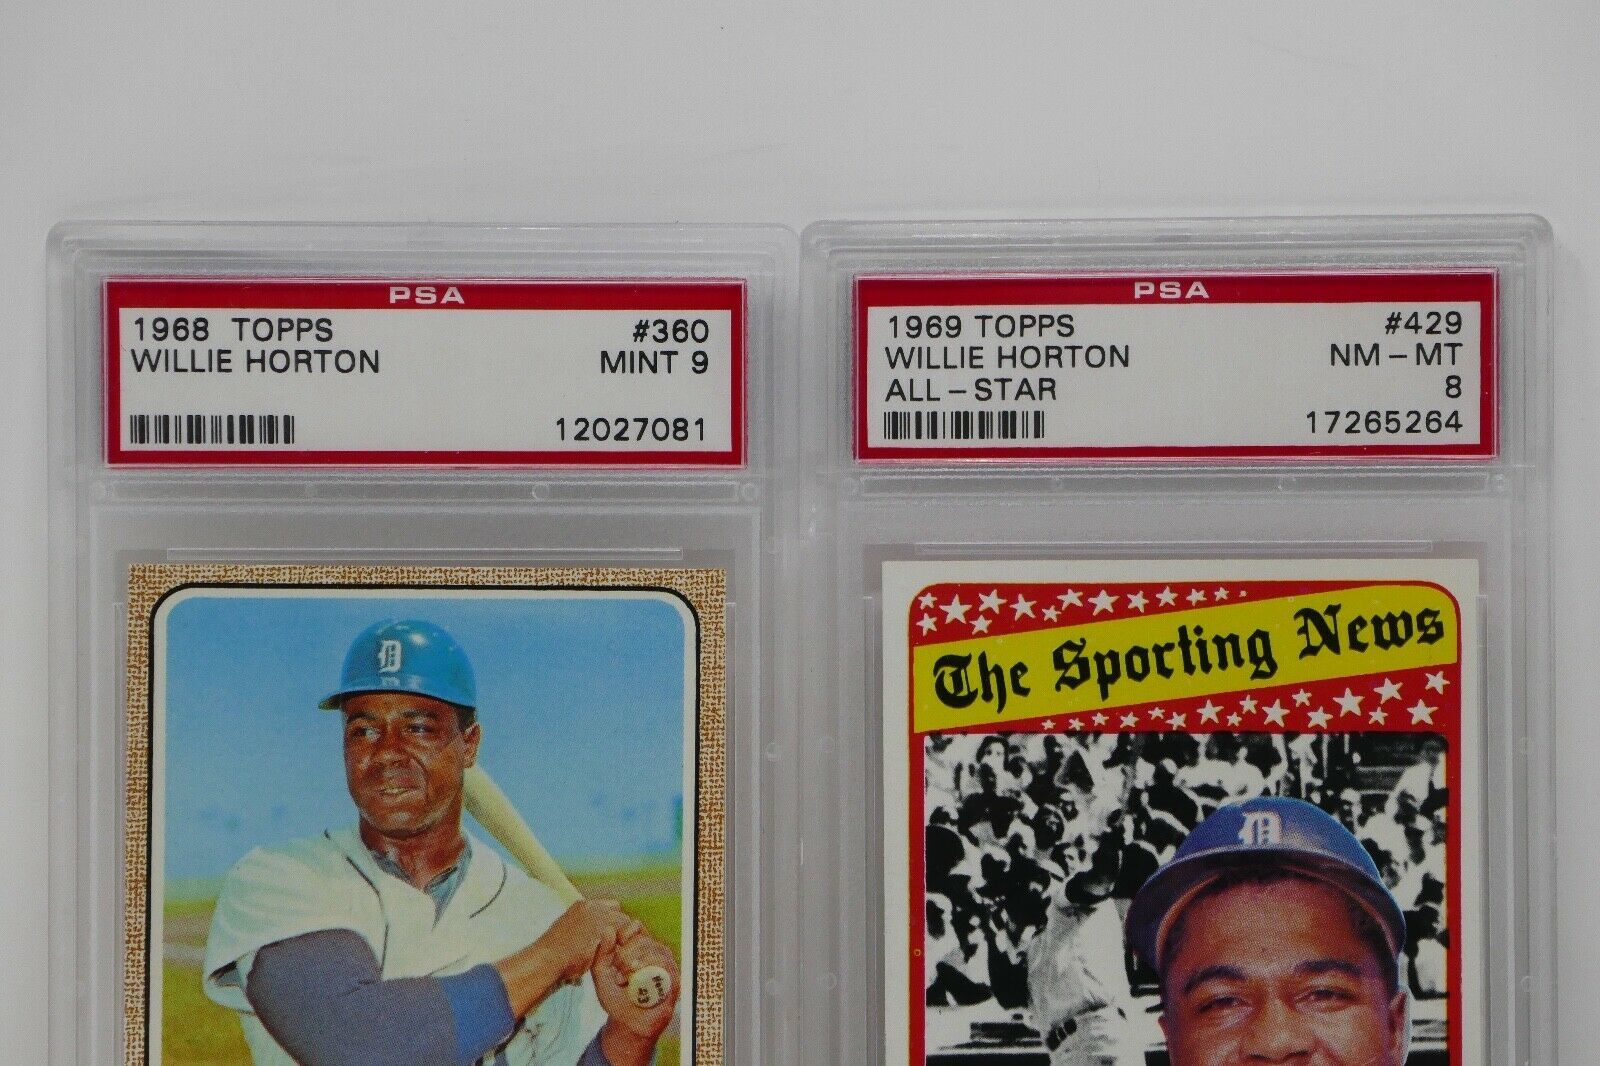 PSA
1968 TOPPS #360
WILLIE HORTON MINT 9
12027081
D
PSA
1969 TOPPS #429
WILLIE HORTON NM-MT
ALL-STAR 8
17265264
The Sporting News
D